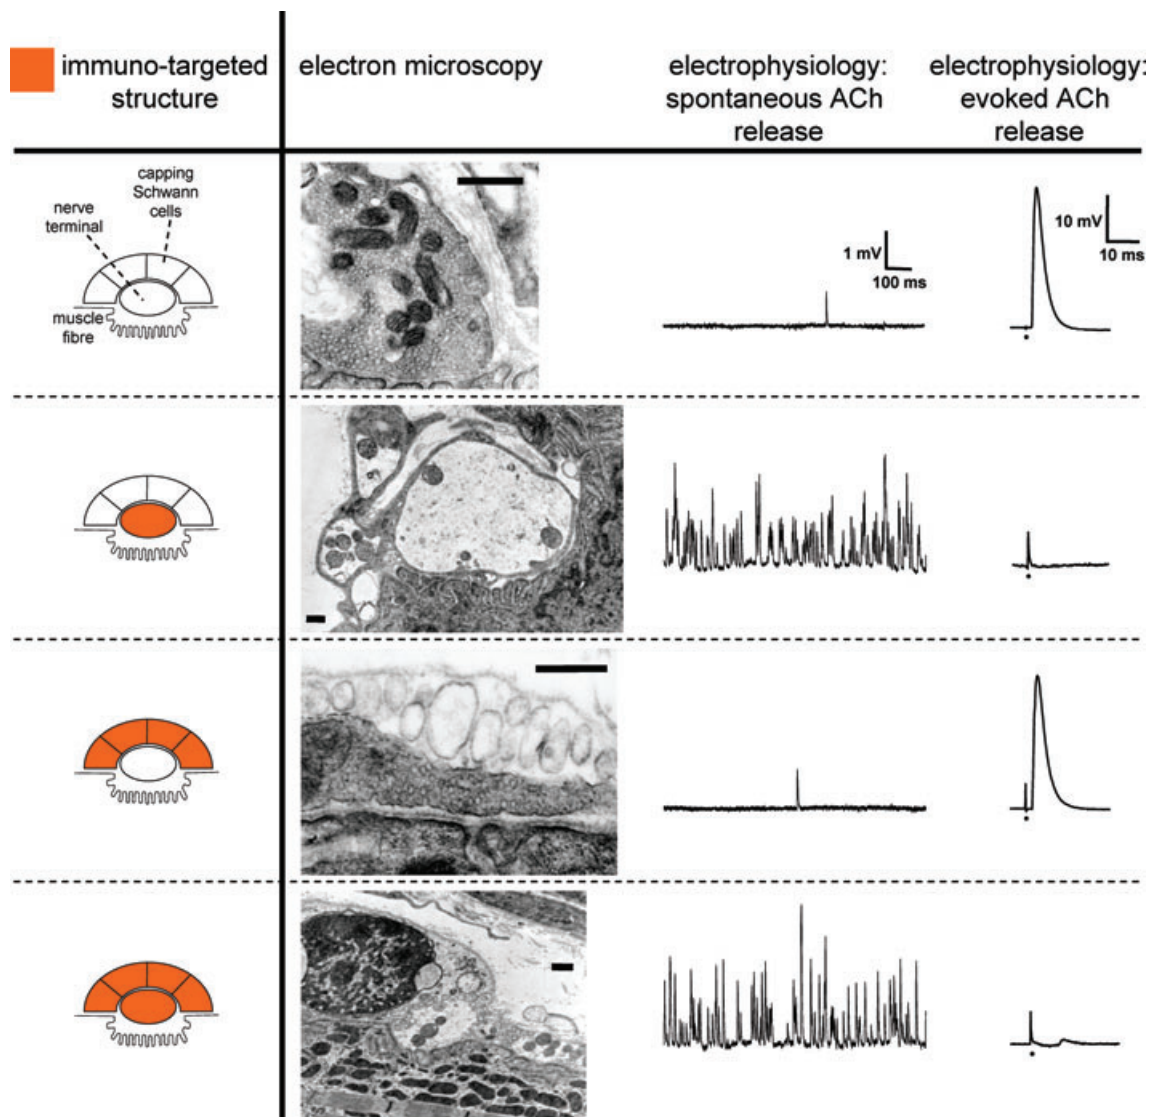 immuno-targeted
structure
electron microscopy
electrophysiology:
spontaneous ACh
release
electrophysiology:
evoked ACh
release
capping
Schwann
cells
nerve
terminal
muscle
fibre
1 mV
100 ms
10 mV
10 ms